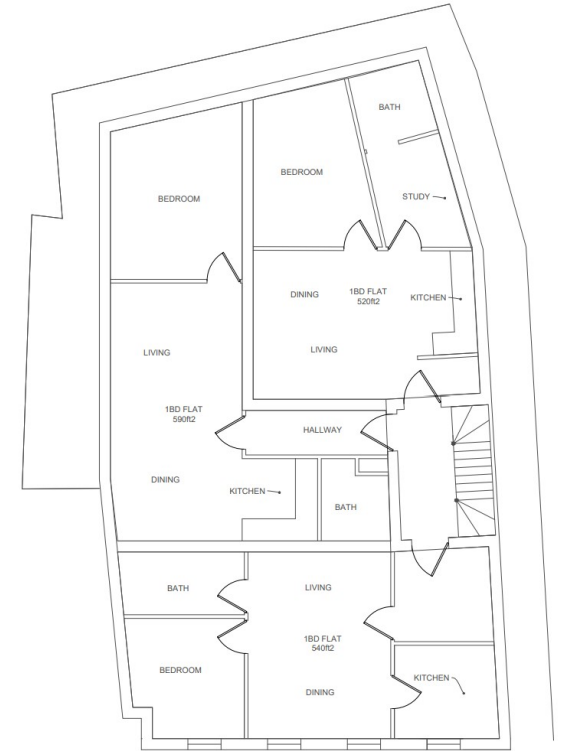 BATH
BEDROOM
BEDROOM
STUDY
DINING
1BD FLAT
520ft2
KITCHEN
LIVING
LIVING
1BD FLAT
590ft2
HALLWAY
DINING
KITCHEN
BATH
BATH
LIVING
1BD FLAT
540ft2
BEDROOM
KITCHEN
DINING